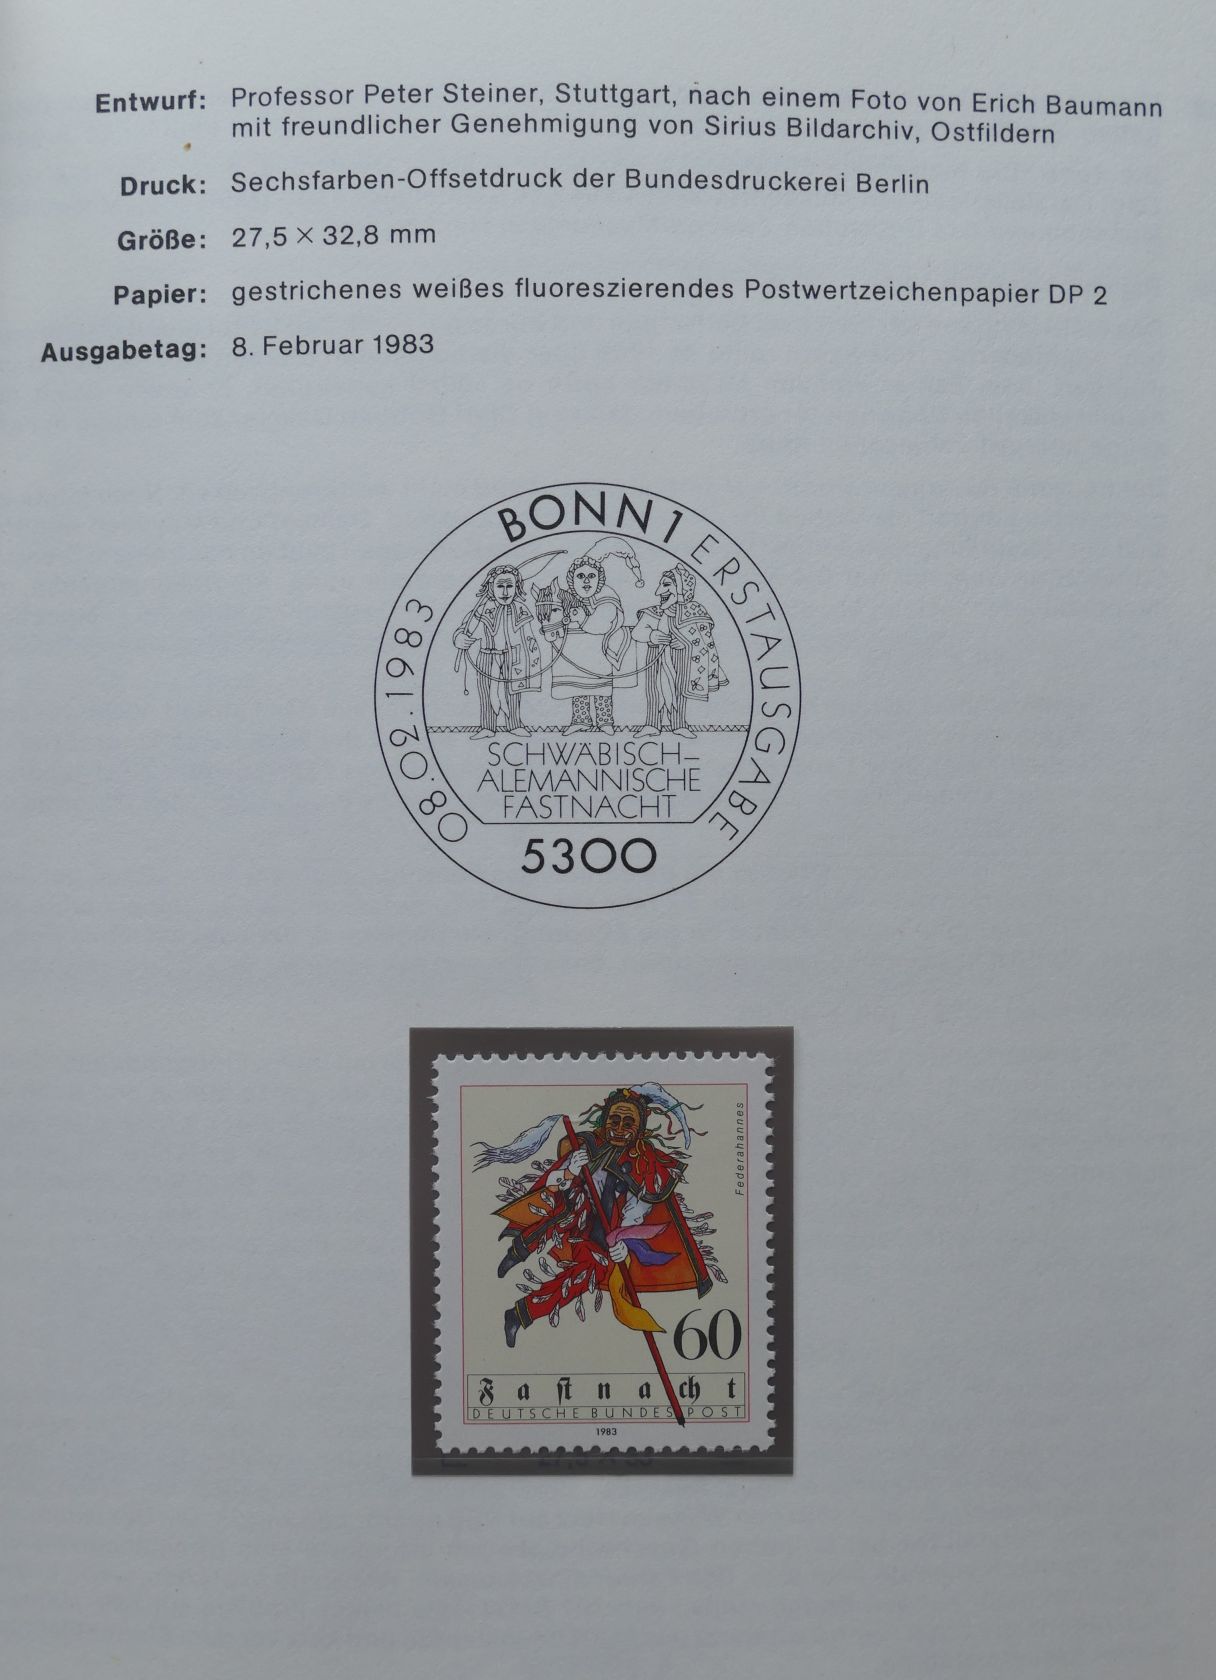 Entwurf: Professor Peter Steiner, Stuttgart, nach einem Foto von Erich Baumann
mit freundlicher Genehmigung von Sirius Bildarchiv, Ostfildern
Druck: Sechsfarben-Offsetdruck der Bundesdruckerei Berlin
Größe: 27,5 × 32,8 mm
Papier: gestrichenes weißes fluoreszierendes Postwertzeichenpapier DP 2
Ausgabetag: 8. Februar 1983
BONN 1 ERSTAUSGABE
08.02.1983
SCHWÄBISCH-
ALEMANNISCHE
FASTNACHT
5300
Federahannes
60
Fastnacht
DEUTSCHE BUNDESPOST
1983